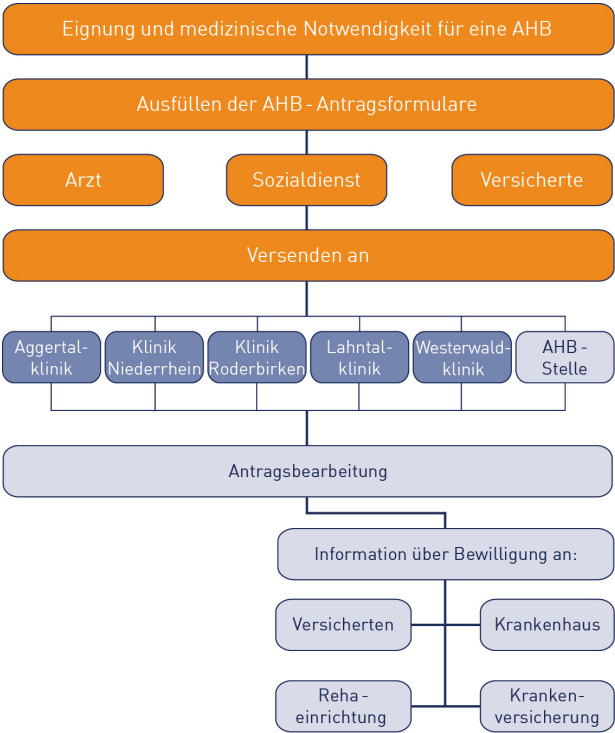 Eignung und medizinische Notwendigkeit für eine AHB
Ausfüllen der AHB-Antragsformulare
Arzt
Sozialdienst
Versicherte
Versenden an
Aggertal-
klinik
Klinik
Niederrhein
Klinik
Roderbirken
Lahntal-
klinik
Westerwald-
klinik
AHB-
Stelle
Antragsbearbeitung
Information über Bewilligung an:
Versicherten
Krankenhaus
Reha-
einrichtung
Kranken-
versicherung